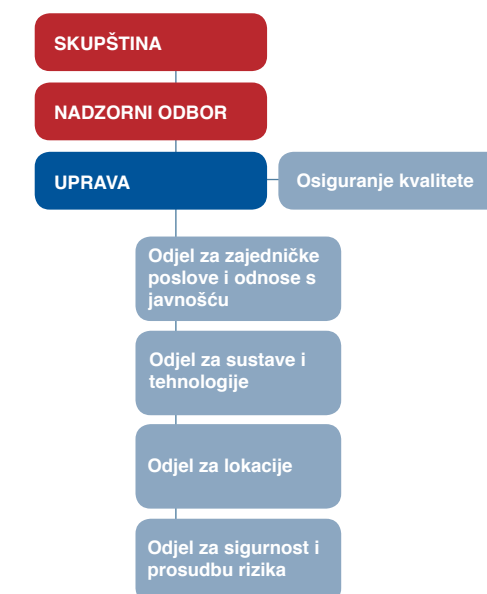 SKUPŠTINA
NADZORNI ODBOR
UPRAVA
Osiguranje kvalitete
Odjel za zajedničke
poslove i odnose s
javnošću
Odjel za sustave i
tehnologije
Odjel za lokacije
Odjel za sigurnost i
prosudbu rizika